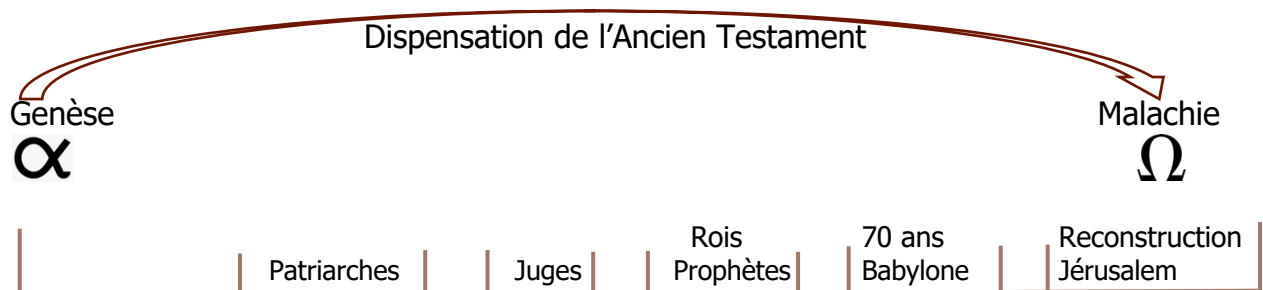 Dispensation de l’Ancien Testament
Genèse
α
Malachie
Ω
Patriarches
Juges
Rois
Prophètes
70 ans
Babylone
Reconstruction
Jérusalem